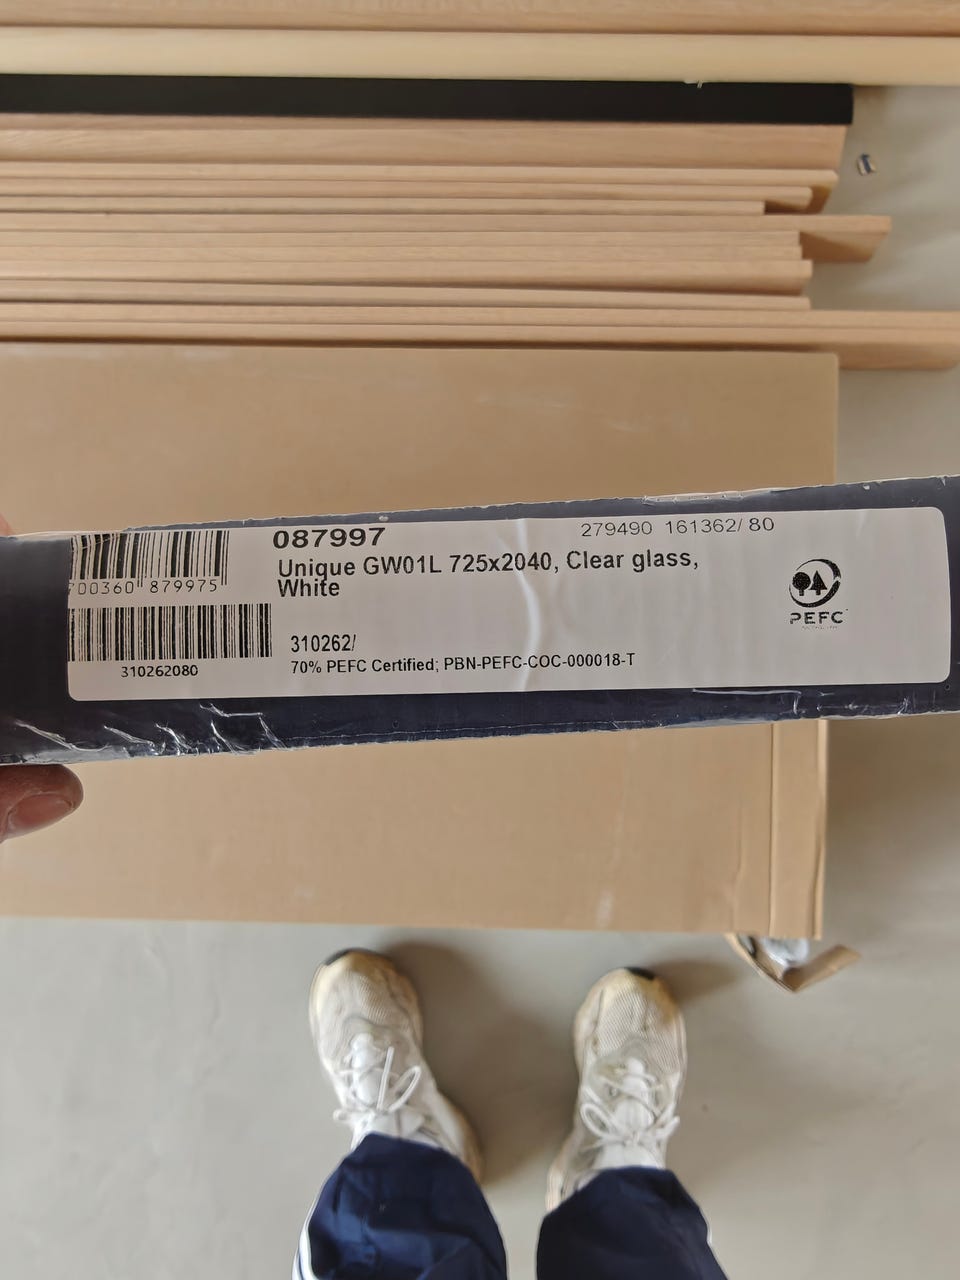 087997
279490 161362/ 80
Unique GW01L 725x2040, Clear glass,
White
700360 879975
310262/
310262080
70% PEFC Certified; PBN-PEFC-COC-000018-T
PEFC